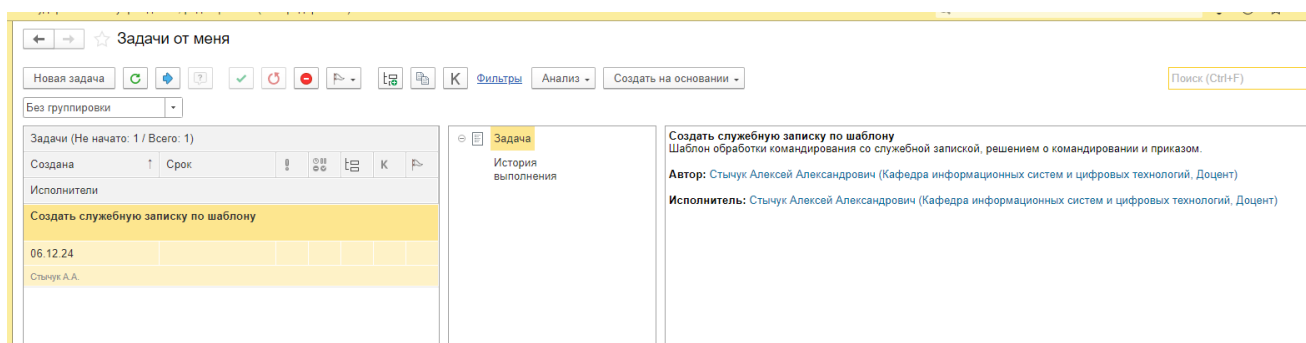 Задачи от меня
Новая задача
K Фильтры Анализ Создать на основании Поиск (Ctrl+F)
Без группировки
Задачи (Не начато: 1 / Всего: 1)
Создана ↑ Срок K
Исполнители
Создать служебную записку по шаблону
06.12.24
Стычук А.А.
Задача
История
выполнения
Создать служебную записку по шаблону
Шаблон обработки командирования со служебной запиской, решением о командировании и приказом.
Автор: Стычук Алексей Александрович (Кафедра информационных систем и цифровых технологий, Доцент)
Исполнитель: Стычук Алексей Александрович (Кафедра информационных систем и цифровых технологий, Доцент)